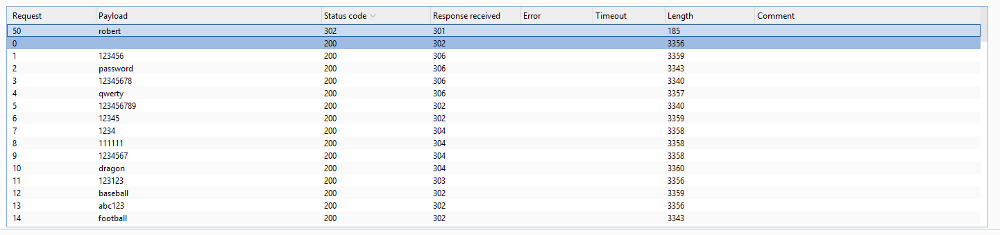 Request Payload Status code Response received Error Timeout Length Comment
50 robert 302 301 185
0 200 302 3356
1 123456 200 306 3359
2 password 200 306 3343
3 12345678 200 306 3340
4 qwerty 200 306 3357
5 123456789 200 302 3340
6 12345 200 302 3359
7 1234 200 304 3358
8 111111 200 304 3358
9 1234567 200 304 3358
10 dragon 200 304 3360
11 123123 200 303 3356
12 baseball 200 302 3359
13 abc123 200 302 3356
14 football 200 302 3343